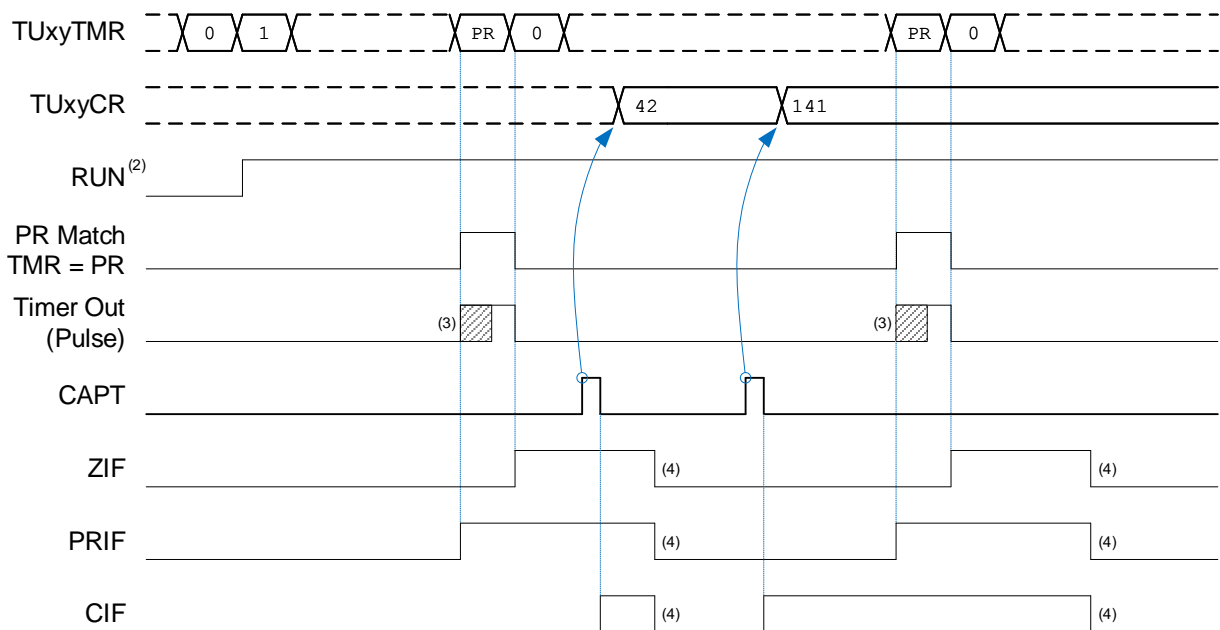 TUxyTMR 0 1 PR 0 PR 0
TUxyCR 42 141
RUN (2)
PR Match
TMR = PR
Timer Out
(Pulse) (3) (3)
CAPT
ZIF (4) (4)
PRIF (4) (4)
CIF (4) (4)